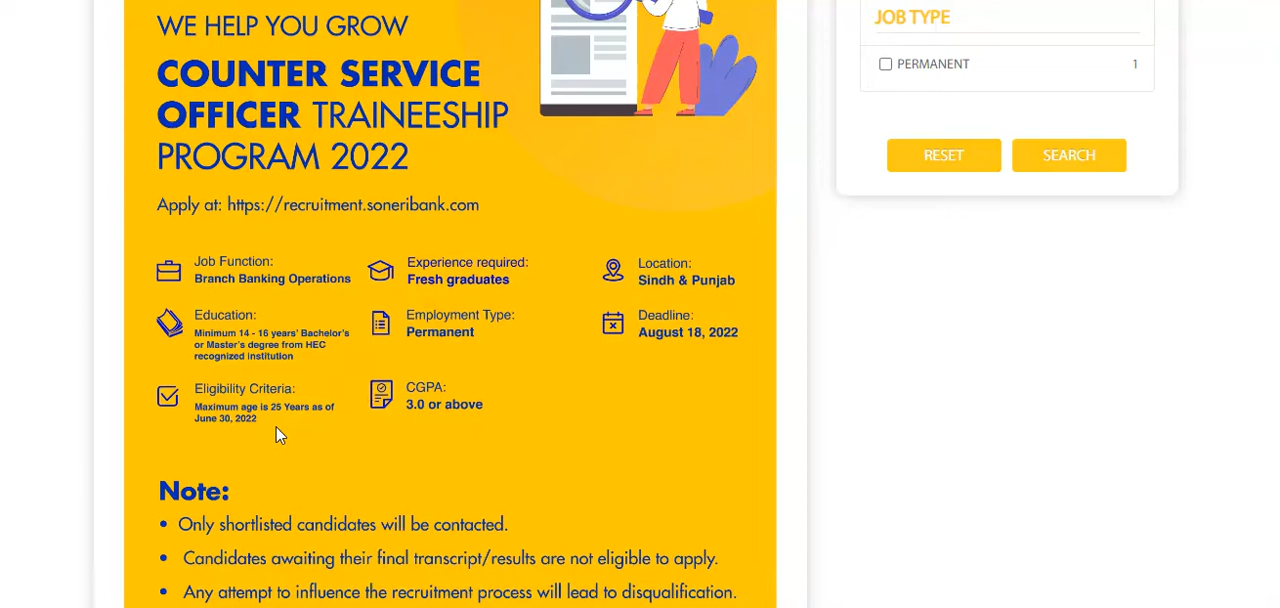 WE HELP YOU GROW
COUNTER SERVICE
OFFICER TRAINEESHIP
PROGRAM 2022
Apply at: https://recruitment.soneribank.com
Job Function:
Branch Banking Operations
Experience required:
Fresh graduates
Location:
Sindh & Punjab
Education:
Minimum 14 - 16 years' Bachelor's
or Master's degree from HEC
recognized institution
Employment Type:
Permanent
Deadline:
August 18, 2022
Eligibility Criteria:
Maximum age is 25 Years as of
June 30, 2022
CGPA:
3.0 or above
Note:
• Only shortlisted candidates will be contacted.
• Candidates awaiting their final transcript/results are not eligible to apply.
• Any attempt to influence the recruitment process will lead to disqualification.
JOB TYPE
PERMANENT 1
RESET SEARCH